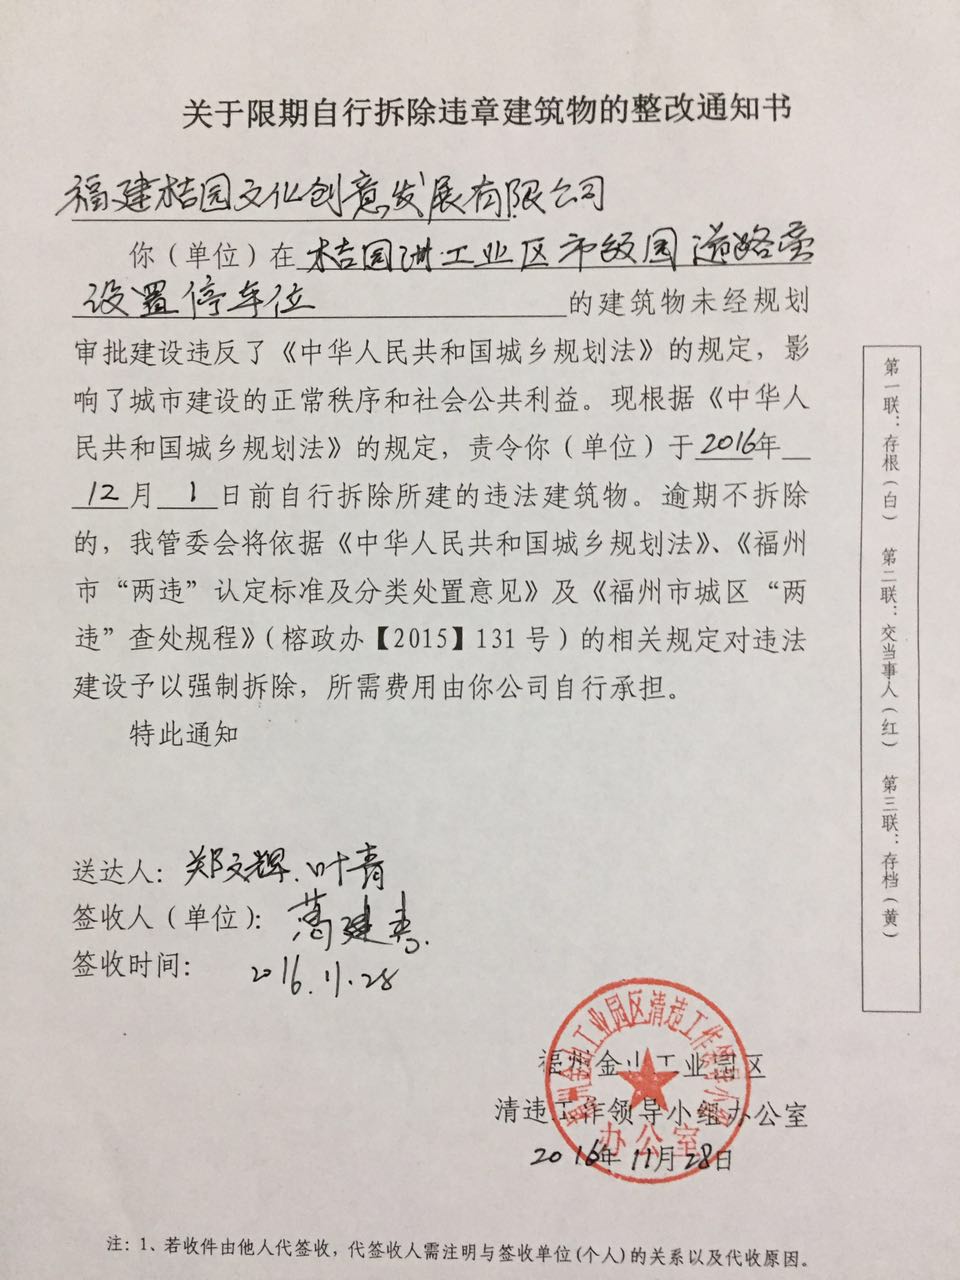 关于限期自行拆除违章建筑物的整改通知书
福建桔园文化创意发展有限公司
你（单位）在桔园洲工业区市级园道路旁
设置停车位的建筑物未经规划
审批建设违反了《中华人民共和国城乡规划法》的规定，影
响了城市建设的正常秩序和社会公共利益。现根据《中华人
民共和国城乡规划法》的规定，责令你（单位）于2016年
12月1日前自行拆除所建的违法建筑物。逾期不拆除
的，我管委会将依据《中华人民共和国城乡规划法》、《福州
市“两违”认定标准及分类处置意见》及《福州市城区“两
违”查处规程》（榕政办【2015】131号）的相关规定对违法
建设予以强制拆除，所需费用由你公司自行承担。
特此通知
送达人：郑文辉.叶青
签收人（单位）：建
签收时间：2016.11.28
福州金山工业园区
清违工作领导小组办公室
2016年11月28日
福州金山工业园区清违工作领导小组
办公室
第一联：存根（白） 第二联：交当事人（红） 第三联：存档（黄）
注：1、若收件由他人代签收，代签收人需注明与签收单位(个人)的关系以及代收原因。